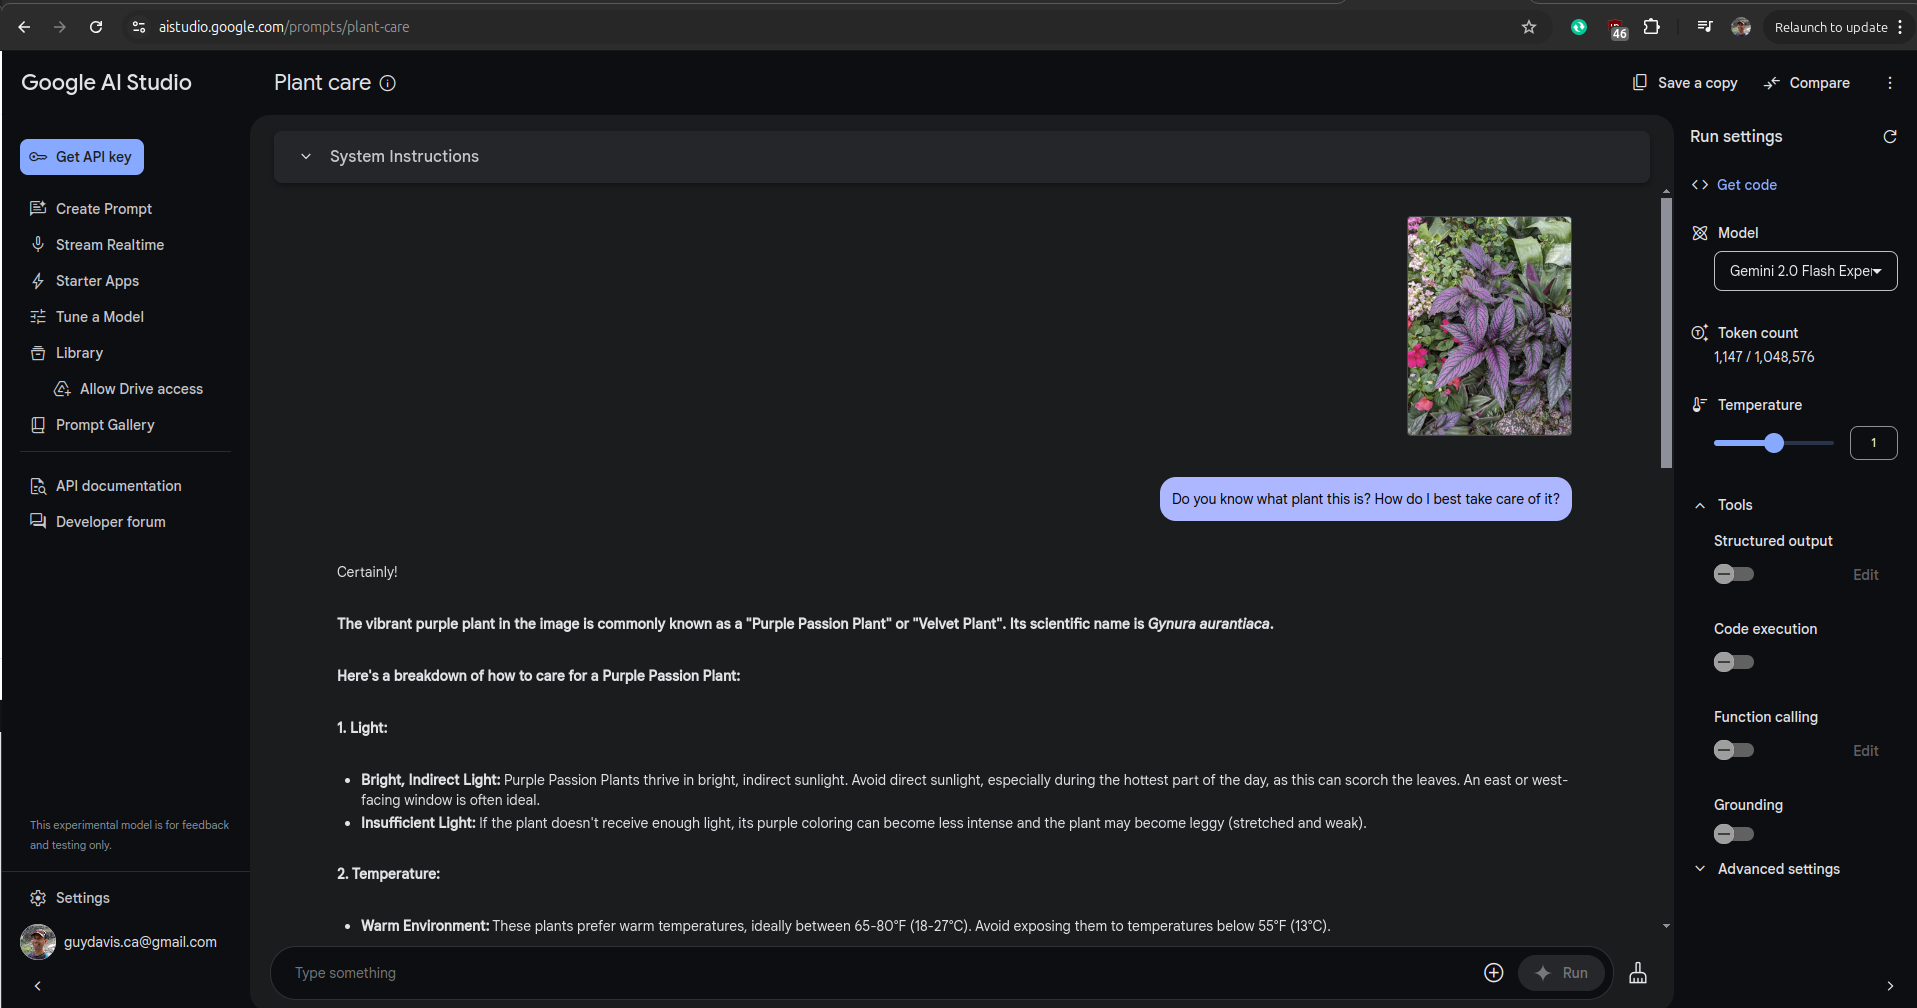 aistudio.google.com/prompts/plant-care
46
Relaunch to update
Google AI Studio
Plant care
Save a copy
Compare
Get API key
Create Prompt
Stream Realtime
Starter Apps
Tune a Model
Library
Allow Drive access
Prompt Gallery
API documentation
Developer forum
This experimental model is for feedback
and testing only.
Settings
guydavis.ca@gmail.com
System Instructions
Do you know what plant this is? How do I best take care of it?
Certainly!
The vibrant purple plant in the image is commonly known as a "Purple Passion Plant" or "Velvet Plant". Its scientific name is Gynura aurantiaca.
Here's a breakdown of how to care for a Purple Passion Plant:
1. Light:
• Bright, Indirect Light: Purple Passion Plants thrive in bright, indirect sunlight. Avoid direct sunlight, especially during the hottest part of the day, as this can scorch the leaves. An east or west-
facing window is often ideal.
• Insufficient Light: If the plant doesn't receive enough light, its purple coloring can become less intense and the plant may become leggy (stretched and weak).
2. Temperature:
• Warm Environment: These plants prefer warm temperatures, ideally between 65-80°F (18-27°C). Avoid exposing them to temperatures below 55°F (13°C).
Type something
Run
Run settings
Get code
Model
Gemini 2.0 Flash Exper
Token count
1,147 / 1,048,576
Temperature
1
Tools
Structured output
Edit
Code execution
Function calling
Edit
Grounding
Advanced settings